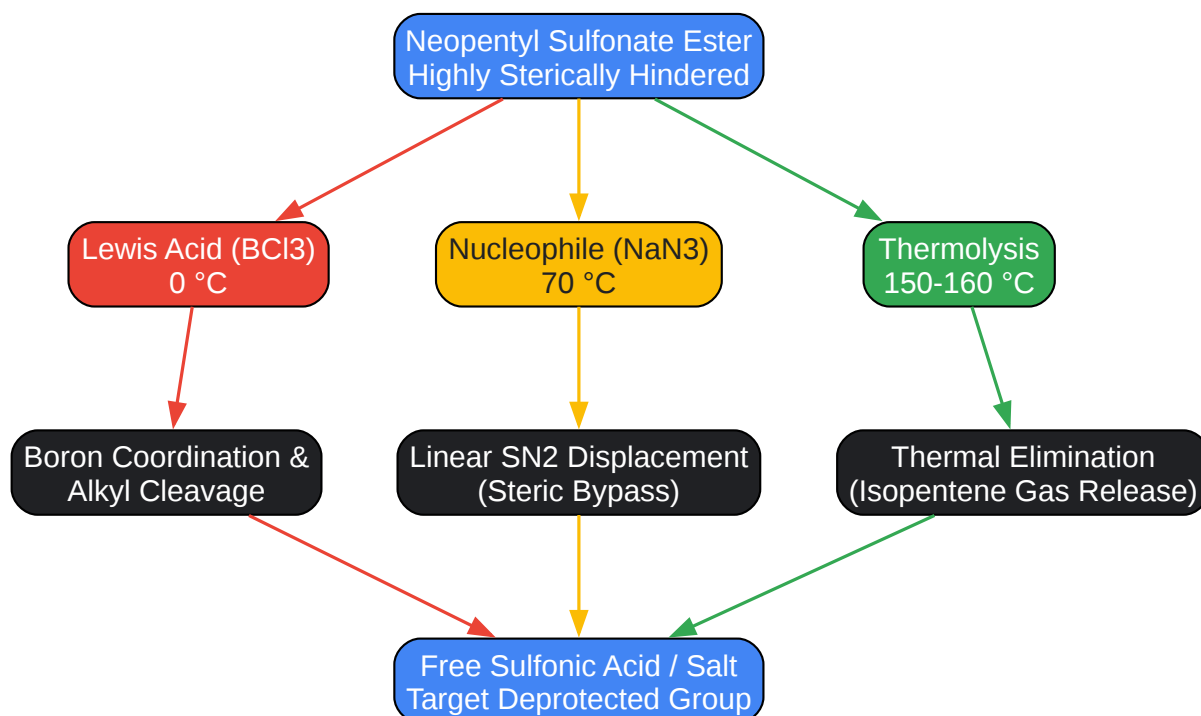 Neopentyl Sulfonate Ester
Highly Sterically Hindered
Lewis Acid (BCl3)
0 °C
Nucleophile (NaN3)
70 °C
Thermolysis
150-160 °C
Boron Coordination &
Alkyl Cleavage
Linear SN2 Displacement
(Steric Bypass)
Thermal Elimination
(Isopentene Gas Release)
Free Sulfonic Acid / Salt
Target Deprotected Group